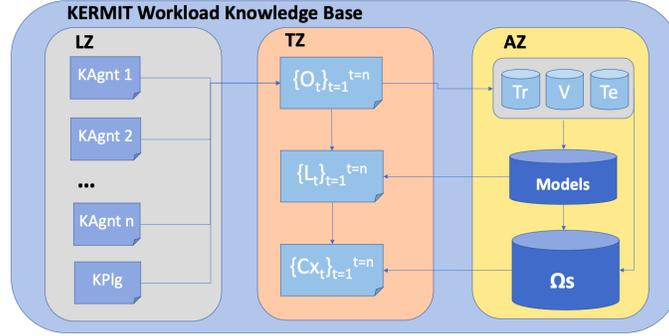 KERMIT Workload Knowledge Base
LZ
TZ
AZ
KAgnt 1
KAgnt 2
...
KAgnt n
KPlg
{Oₜ}ₜ₌₁ᵗ⁼ⁿ
{Lₜ}ₜ₌₁ᵗ⁼ⁿ
{Cxₜ}ₜ₌₁ᵗ⁼ⁿ
Tr
V
Te
Models
Ωs